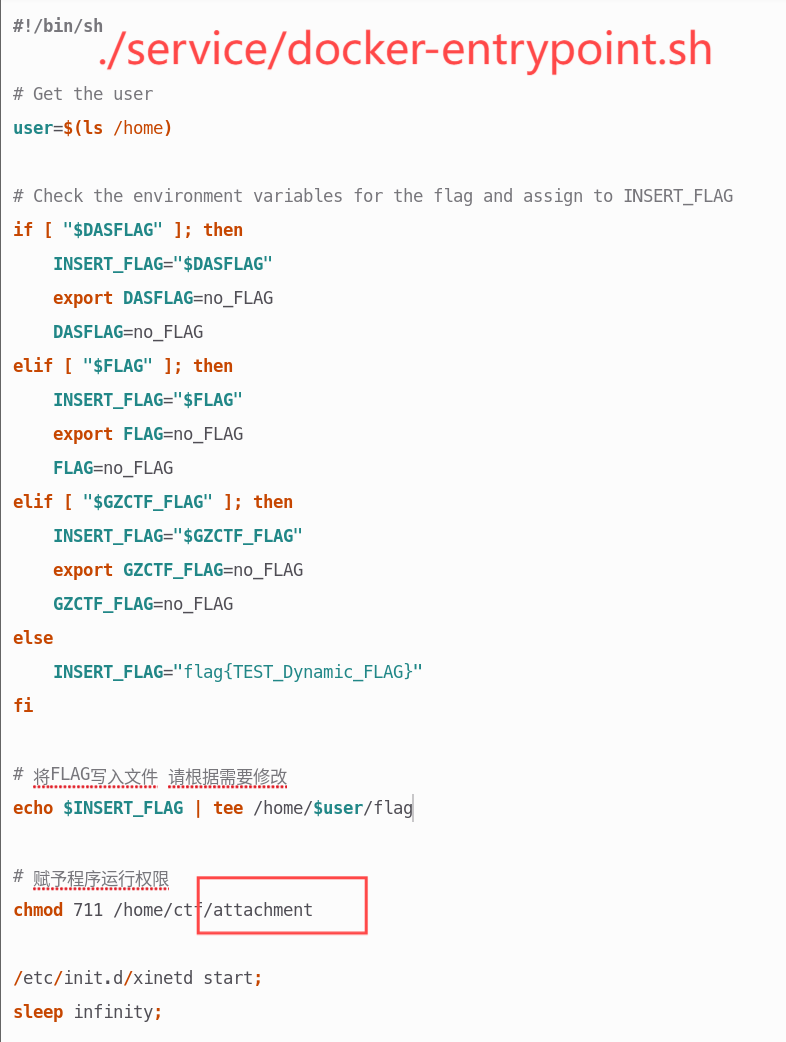 #!/bin/sh
./service/docker-entrypoint.sh
# Get the user
user=$(ls /home)
# Check the environment variables for the flag and assign to INSERT_FLAG
if [ "$DASFLAG" ]; then
    INSERT_FLAG="$DASFLAG"
    export DASFLAG=no_FLAG
    DASFLAG=no_FLAG
elif [ "$FLAG" ]; then
    INSERT_FLAG="$FLAG"
    export FLAG=no_FLAG
    FLAG=no_FLAG
elif [ "$GZCTF_FLAG" ]; then
    INSERT_FLAG="$GZCTF_FLAG"
    export GZCTF_FLAG=no_FLAG
    GZCTF_FLAG=no_FLAG
else
    INSERT_FLAG="flag{TEST_Dynamic_FLAG}"
fi
# 将FLAG写入文件 请根据需要修改
echo $INSERT_FLAG | tee /home/$user/flag
# 赋予程序运行权限
chmod 711 /home/ctf/attachment
/etc/init.d/xinetd start;
sleep infinity;